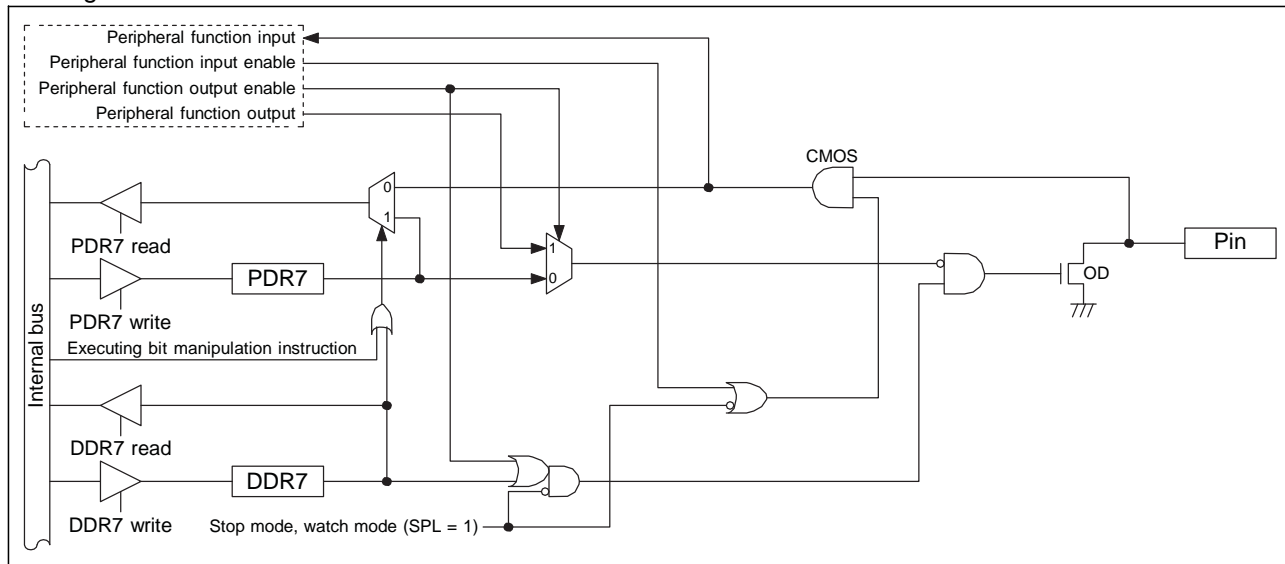 Peripheral function input
Peripheral function input enable
Peripheral function output enable
Peripheral function output
CMOS
0
1
PDR7 read
Pin
1
OD
PDR7
0
PDR7 write
Executing bit manipulation instruction
Internal bus
DDR7 read
DDR7
DDR7 write
Stop mode, watch mode (SPL = 1)